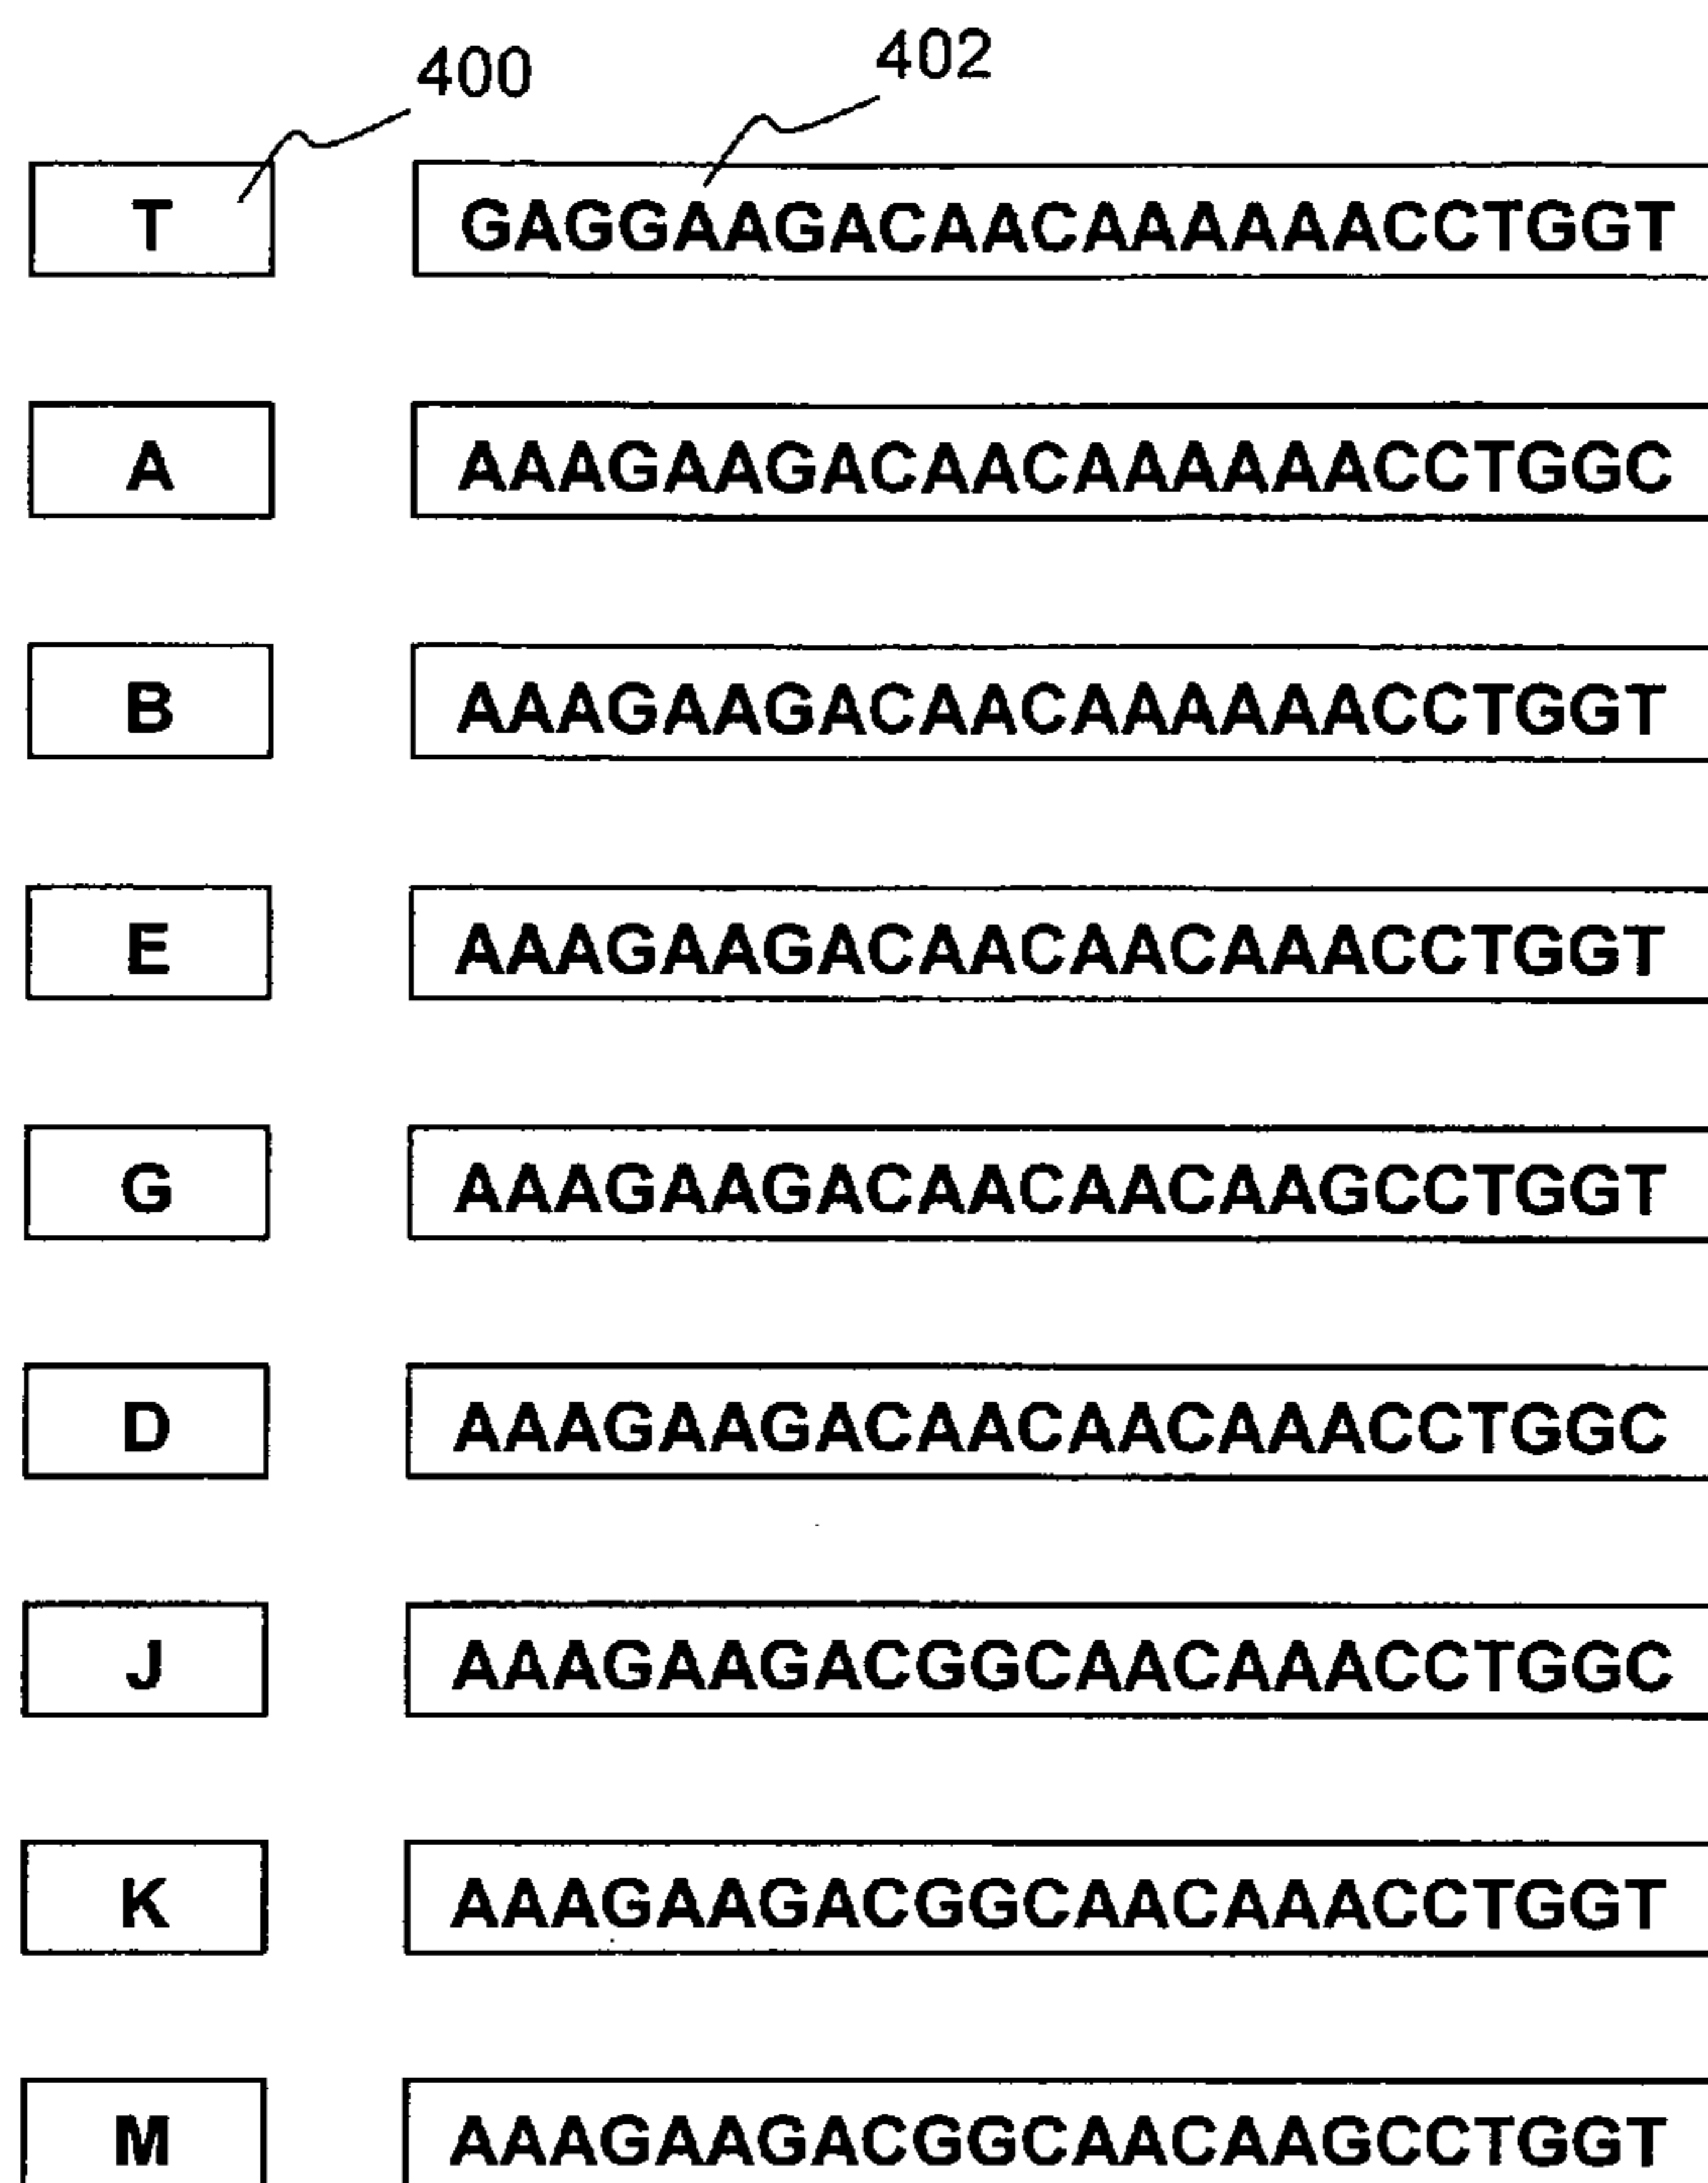 400 402
T GAGGAAGACAACAAAAAACCTGGT
A AAAGAAGACAACAAAAAACCTGGC
B AAAGAAGACAACAAAAAACCTGGT
E AAAGAAGACAACAACAAACCTGGT
G AAAGAAGACAACAACAAGCCTGGT
D AAAGAAGACAACAACAAACCTGGC
J AAAGAAGACGGCAACAAACCTGGC
K AAAGAAGACGGCAACAAACCTGGT
M AAAGAAGACGGCAACAAGCCTGGT